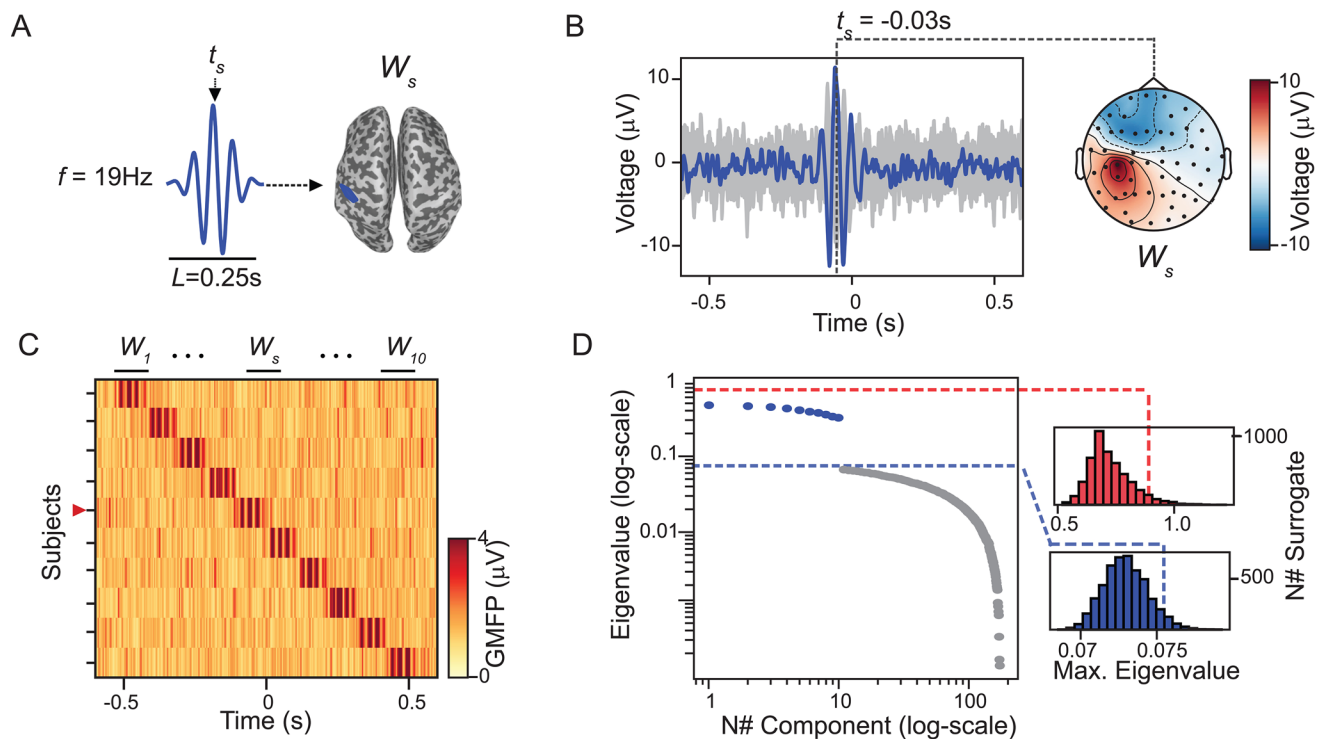 A
t_s
W_s
f = 19Hz
L=0.25s
B
t_s = -0.03s
Voltage (µV)
10
0
-10
-0.5
0
0.5
Time (s)
W_s
10
-10
Voltage (µV)
C
W_1 ... W_s ... W_10
Subjects
-0.5
0
0.5
Time (s)
4
0
GMFP (µV)
D
Eigenvalue (log-scale)
1
0.1
0.01
1
10
100
N# Component (log-scale)
1000
0.5
1.0
500
0.07
0.075
Max. Eigenvalue
N# Surrogate